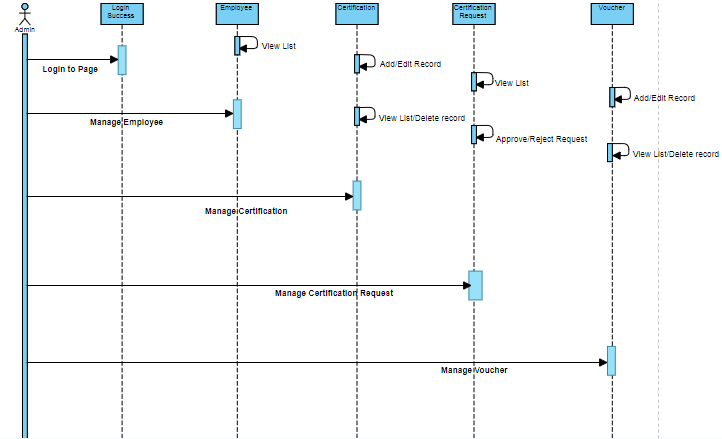 Login
Success
Employee
Certification
Certification
Request
Voucher
Admin
View List
Add/Edit Record
Login to Page
View List
Add/Edit Record
View List/Delete record
Manage Employee
Approve/Reject Request
View List/Delete record
Manage Certification
Manage Certification Request
Manage Voucher